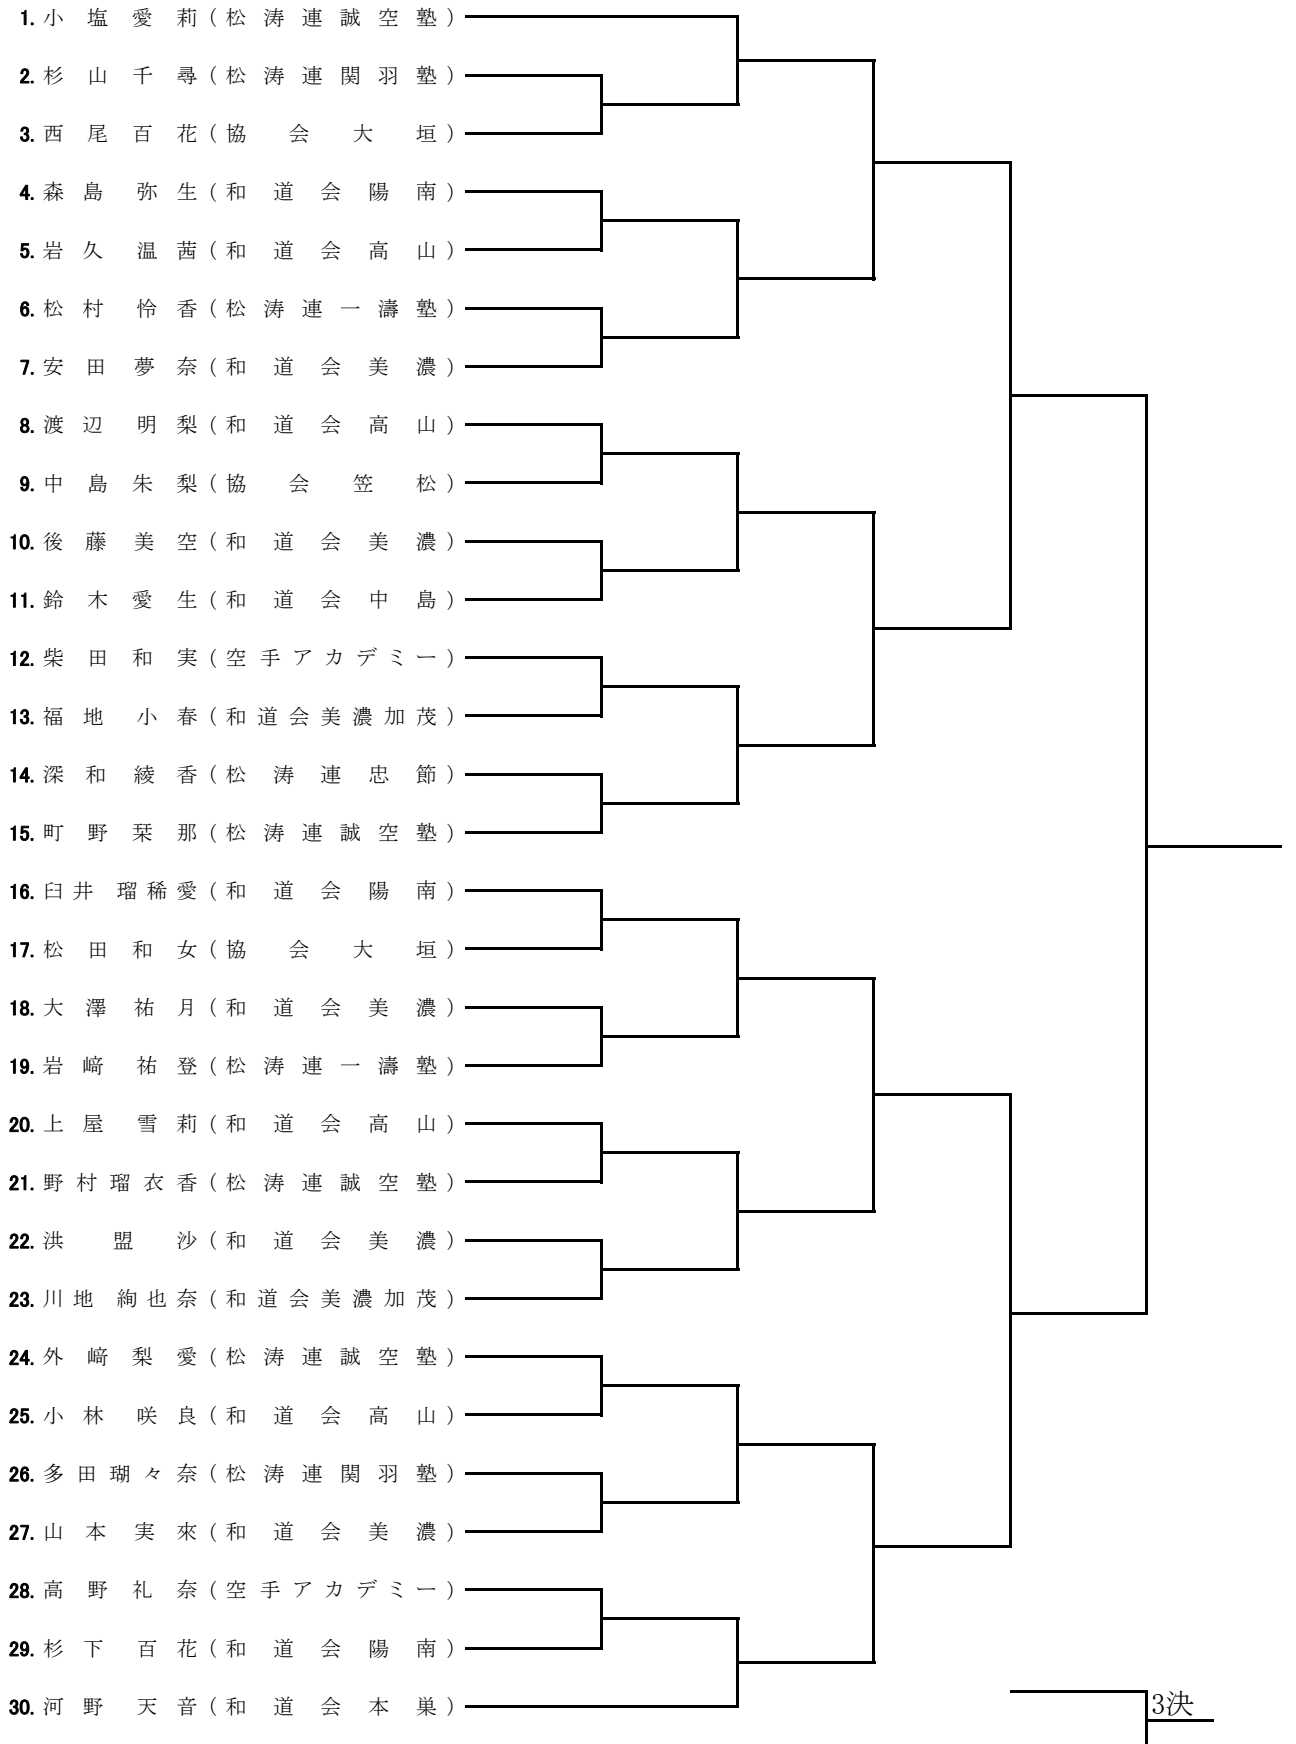 1. 小塩愛莉(松涛連誠空塾)
2. 杉山千尋(松涛連関羽塾)
3. 西尾百花(協会大垣)
4. 森島弥生(和道会陽南)
5. 岩久温茜(和道会高山)
6. 松村怜香(松涛連一濤塾)
7. 安田夢奈(和道会美濃)
8. 渡辺明梨(和道会高山)
9. 中島朱梨(協会笠松)
10. 後藤美空(和道会美濃)
11. 鈴木愛生(和道会中島)
12. 柴田和実(空手アカデミー)
13. 福地小春(和道会美濃加茂)
14. 深和綾香(松涛連忠節)
15. 町野栞那(松涛連誠空塾)
16. 臼井瑠稀愛(和道会陽南)
17. 松田和女(協会大垣)
18. 大澤祐月(和道会美濃)
19. 岩﨑祐登(松涛連一濤塾)
20. 上屋雪莉(和道会高山)
21. 野村瑠衣香(松涛連誠空塾)
22. 洪盟沙(和道会美濃)
23. 川地絢也奈(和道会美濃加茂)
24. 外﨑梨愛(松涛連誠空塾)
25. 小林咲良(和道会高山)
26. 多田瑚々奈(松涛連関羽塾)
27. 山本実來(和道会美濃)
28. 高野礼奈(空手アカデミー)
29. 杉下百花(和道会陽南)
30. 河野天音(和道会本巣)
3決